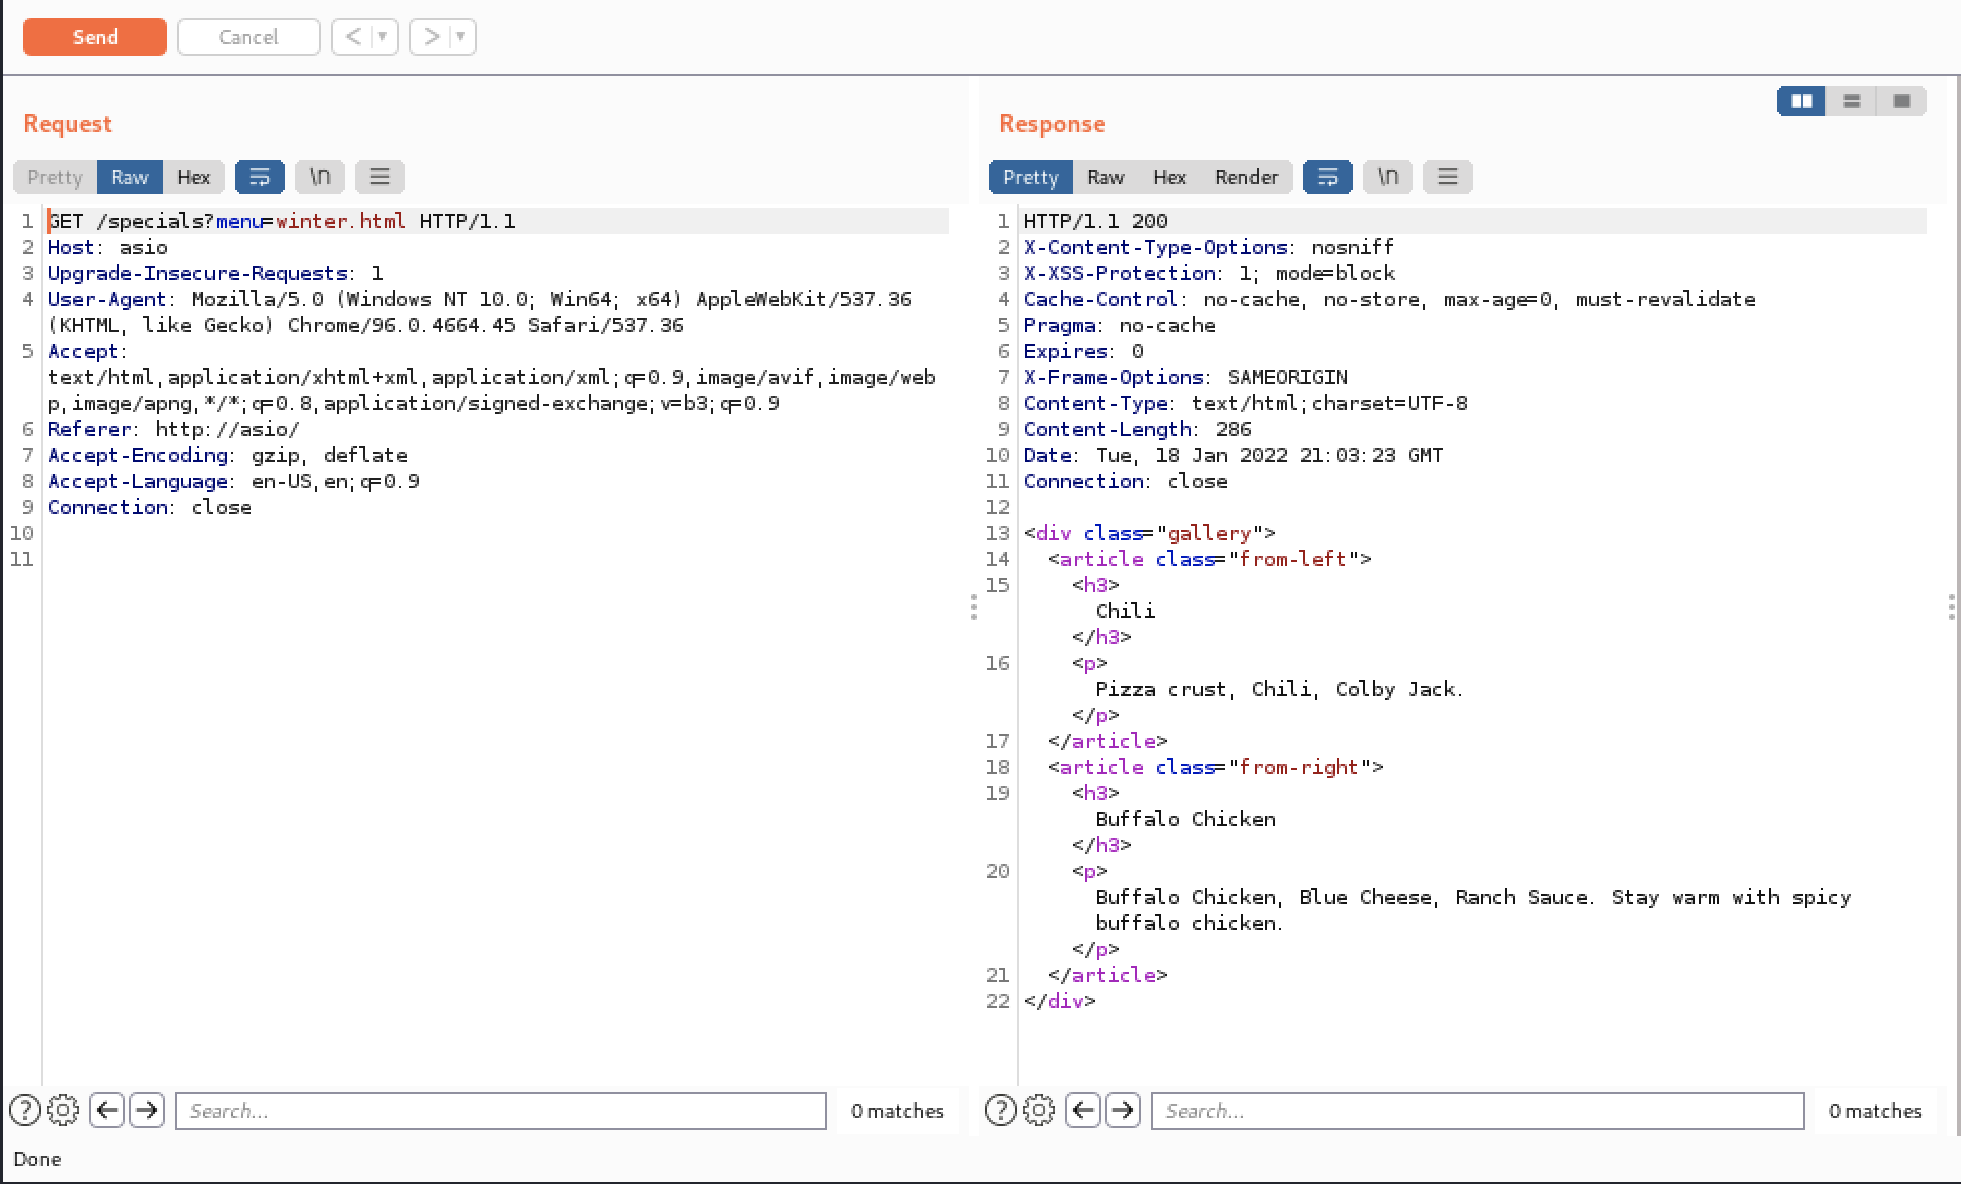 Send
Cancel
< ▼
> ▼
Request
Pretty Raw Hex \n
1 GET /specials?menu=winter.html HTTP/1.1
2 Host: asio
3 Upgrade-Insecure-Requests: 1
4 User-Agent: Mozilla/5.0 (Windows NT 10.0; Win64; x64) AppleWebKit/537.36
(KHTML, like Gecko) Chrome/96.0.4664.45 Safari/537.36
5 Accept:
text/html,application/xhtml+xml,application/xml;q=0.9,image/avif,image/web
p,image/apng,*/*;q=0.8,application/signed-exchange;v=b3;q=0.9
6 Referer: http://asio/
7 Accept-Encoding: gzip, deflate
8 Accept-Language: en-US,en;q=0.9
9 Connection: close
10
11
? Search... 0 matches
Response
Pretty Raw Hex Render \n
1 HTTP/1.1 200
2 X-Content-Type-Options: nosniff
3 X-XSS-Protection: 1; mode=block
4 Cache-Control: no-cache, no-store, max-age=0, must-revalidate
5 Pragma: no-cache
6 Expires: 0
7 X-Frame-Options: SAMEORIGIN
8 Content-Type: text/html;charset=UTF-8
9 Content-Length: 286
10 Date: Tue, 18 Jan 2022 21:03:23 GMT
11 Connection: close
12
13 <div class="gallery">
14 <article class="from-left">
15 <h3>
Chili
</h3>
16 <p>
Pizza crust, Chili, Colby Jack.
</p>
17 </article>
18 <article class="from-right">
19 <h3>
Buffalo Chicken
</h3>
20 <p>
Buffalo Chicken, Blue Cheese, Ranch Sauce. Stay warm with spicy
buffalo chicken.
</p>
21 </article>
22 </div>
? Search... 0 matches
Done